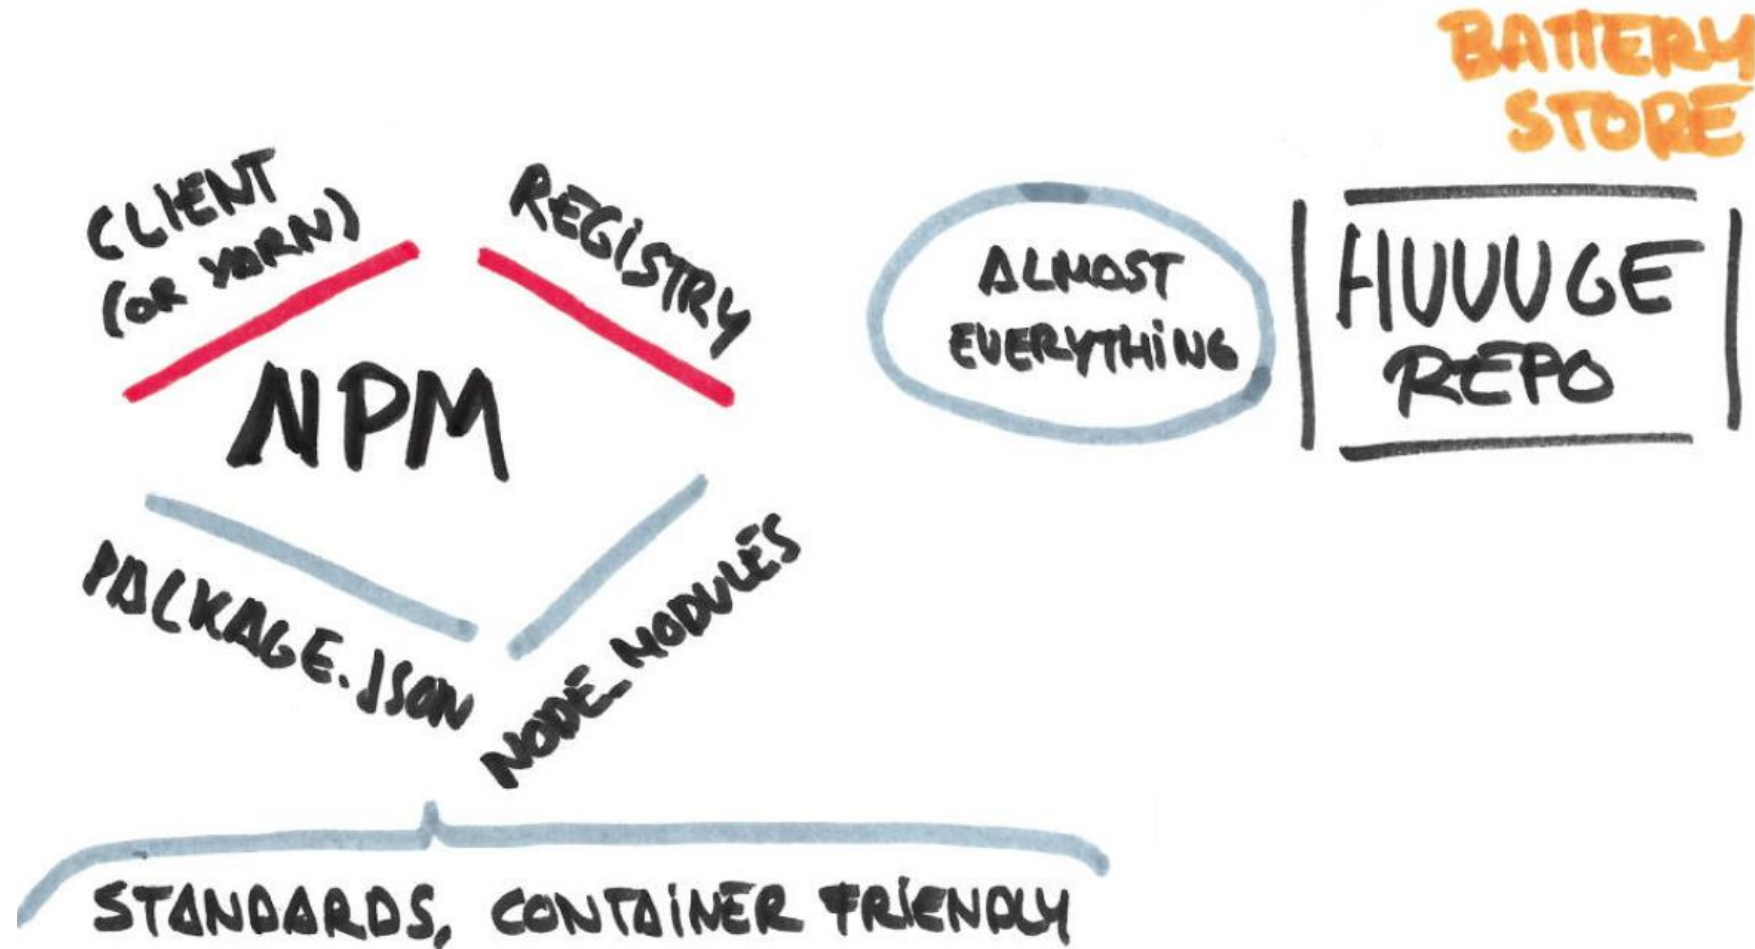 BATTERY
STORE
CLIENT
(OR YARN)
REGISTRY
NPM
PACKAGE.JSON
NODE_MODULES
ALMOST
EVERYTHING
HUUUGE
REPO
STANDARDS, CONTAINER FRIENDLY